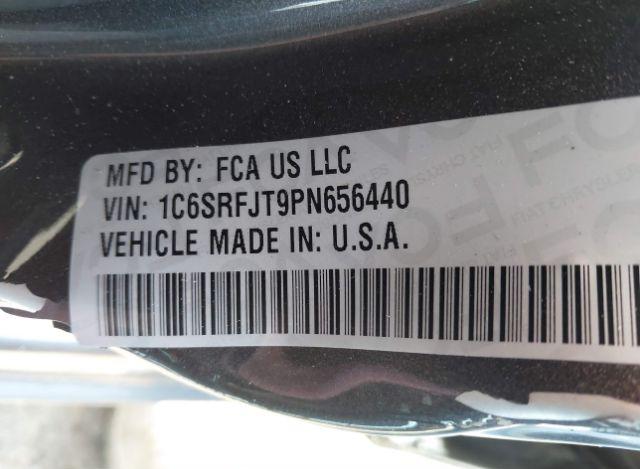 MFD BY: FCA US LLC
VIN: 1C6SRFJT9PN656440
VEHICLE MADE IN: U.S.A.